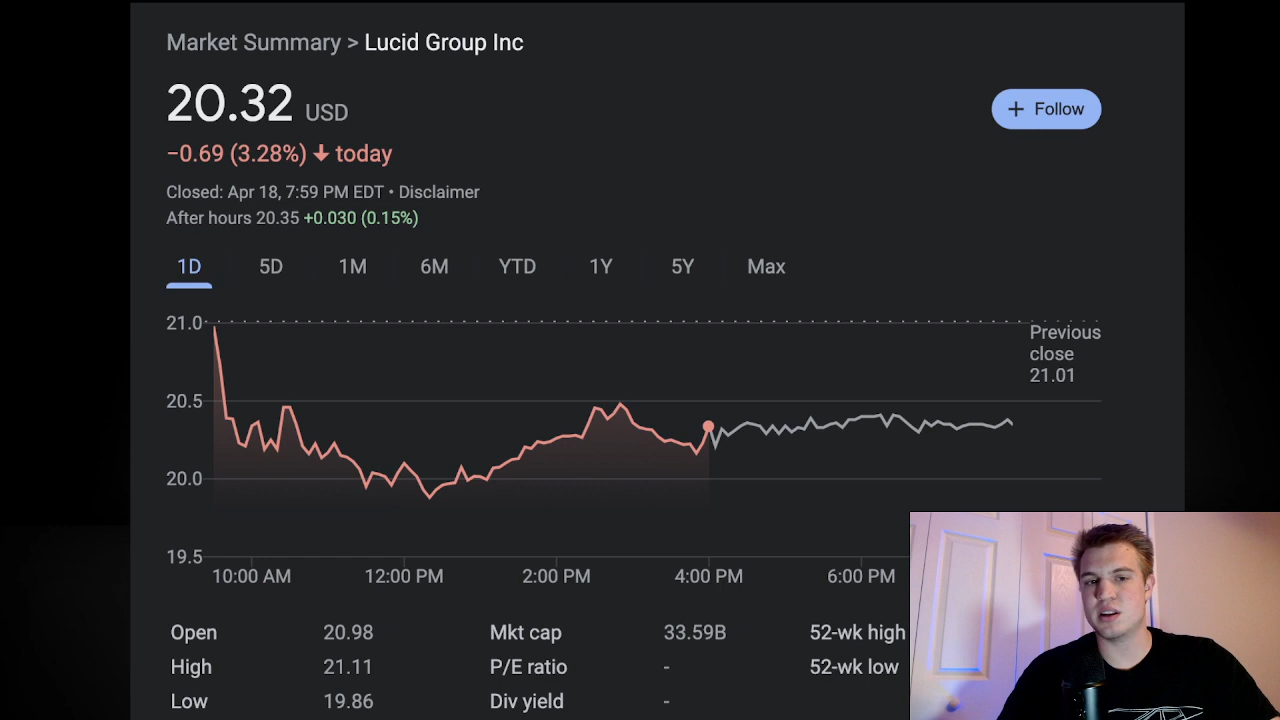 Market Summary > Lucid Group Inc
20.32 USD
+ Follow
−0.69 (3.28%) ↓ today
Closed: Apr 18, 7:59 PM EDT • Disclaimer
After hours 20.35 +0.030 (0.15%)
1D 5D 1M 6M YTD 1Y 5Y Max
21.0
Previous
close
21.01
20.5
20.0
19.5
10:00 AM 12:00 PM 2:00 PM 4:00 PM 6:00 PM
Open 20.98 Mkt cap 33.59B 52-wk high
High 21.11 P/E ratio - 52-wk low
Low 19.86 Div yield -